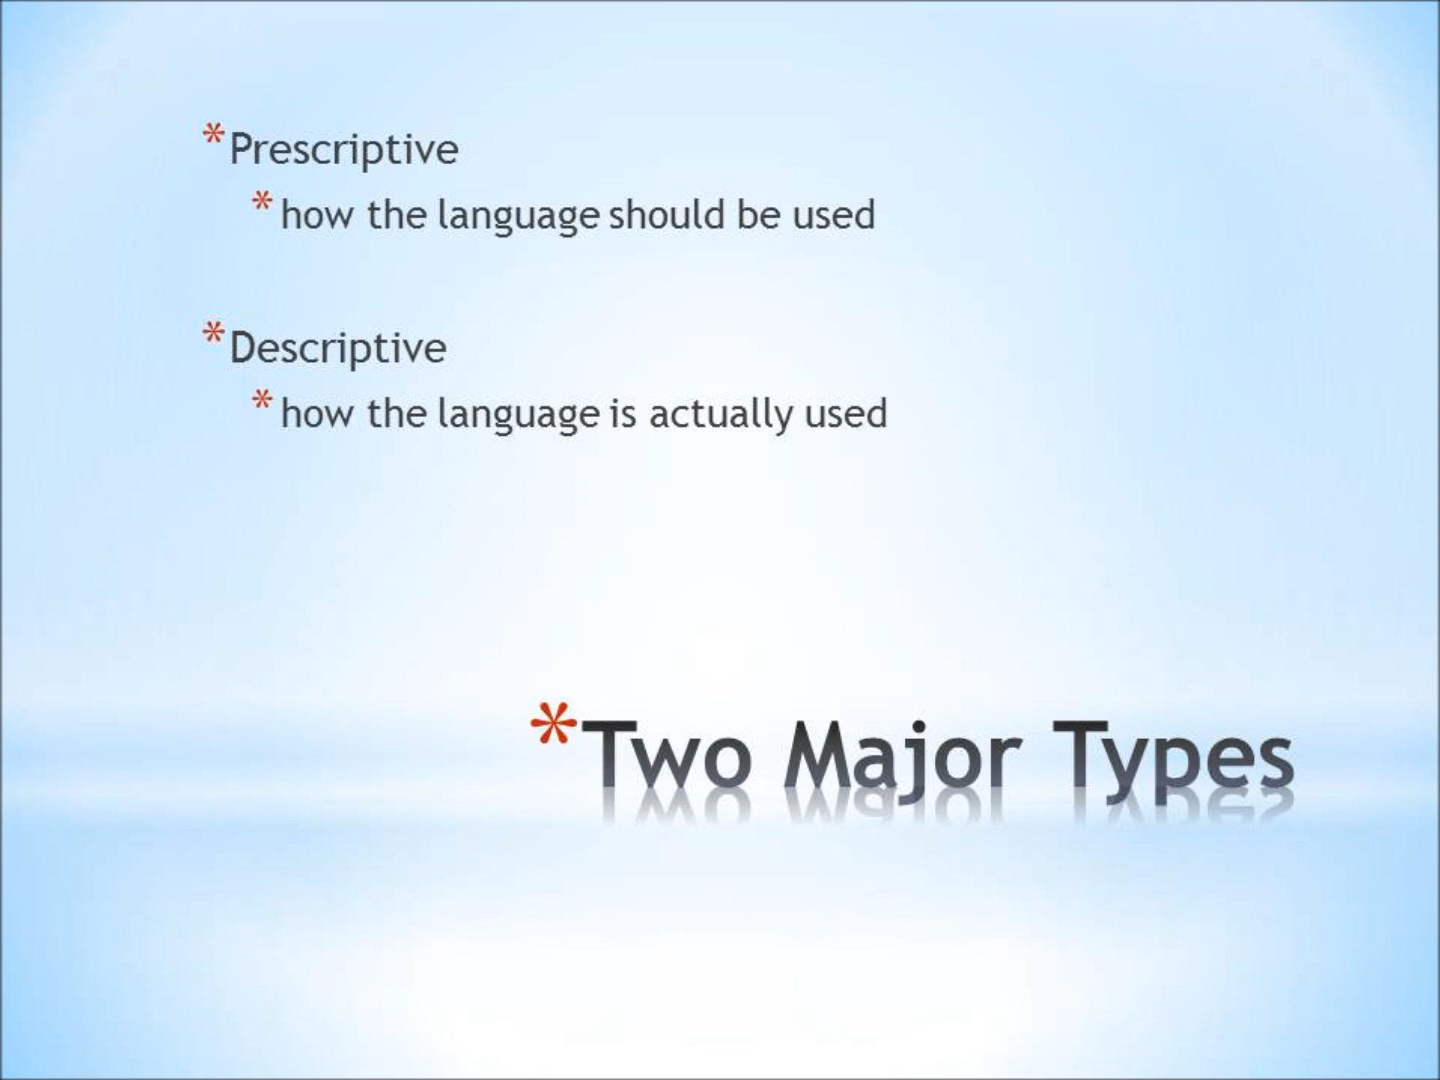 * Prescriptive
* how the language should be used
* Descriptive
* how the language is actually used
* Two Major Types